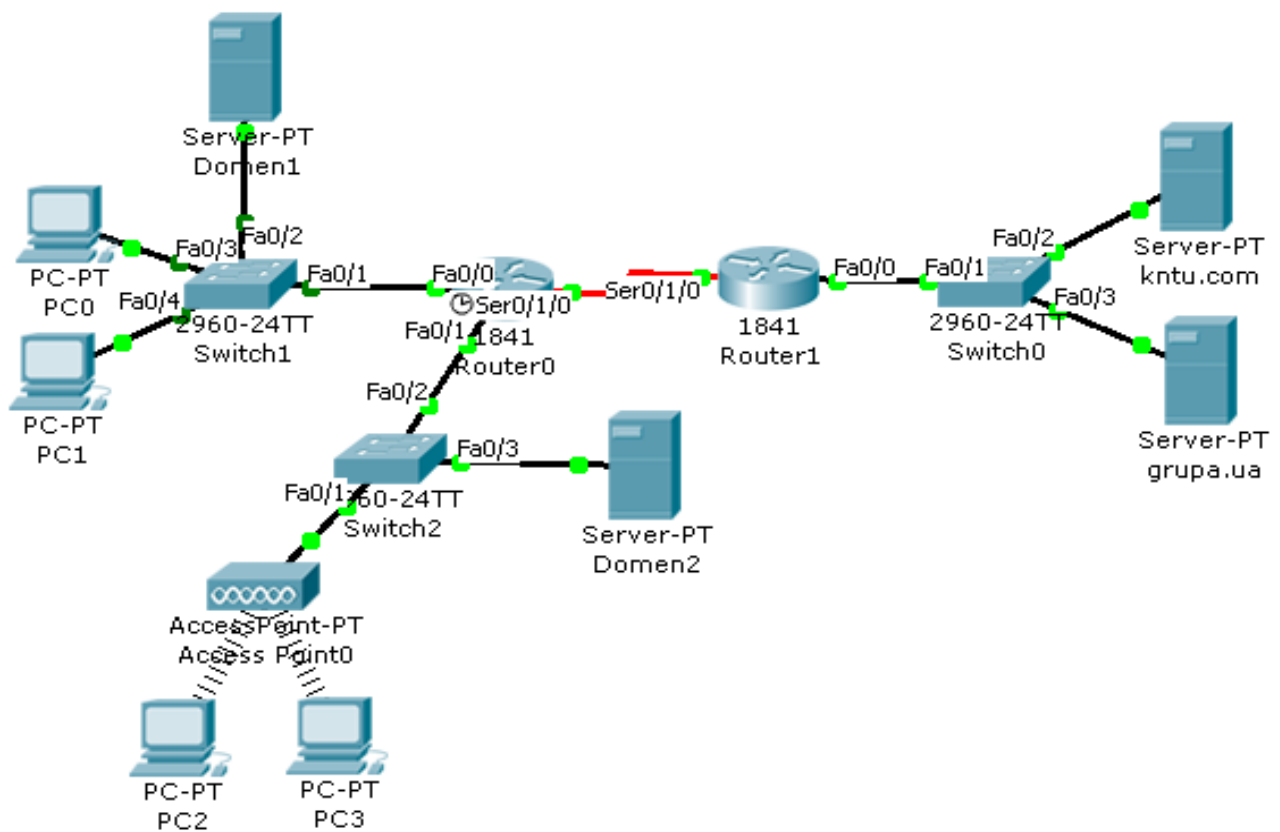 Server-PT
Domen1
Fa0/2
Fa0/3
PC-PT
PC0
Fa0/4
Fa0/1
2960-24TT
Switch1
PC-PT
PC1
Fa0/0
Ser0/1/0
Fa0/1
1841
Router0
Ser0/1/0
1841
Router1
Fa0/0
Fa0/1
Fa0/2
2960-24TT
Switch0
Fa0/3
Server-PT
kntu.com
Server-PT
grupa.ua
Fa0/2
Fa0/3
Fa0/1
60-24TT
Switch2
Server-PT
Domen2
AccessPoint-PT
Access Point0
PC-PT
PC2
PC-PT
PC3